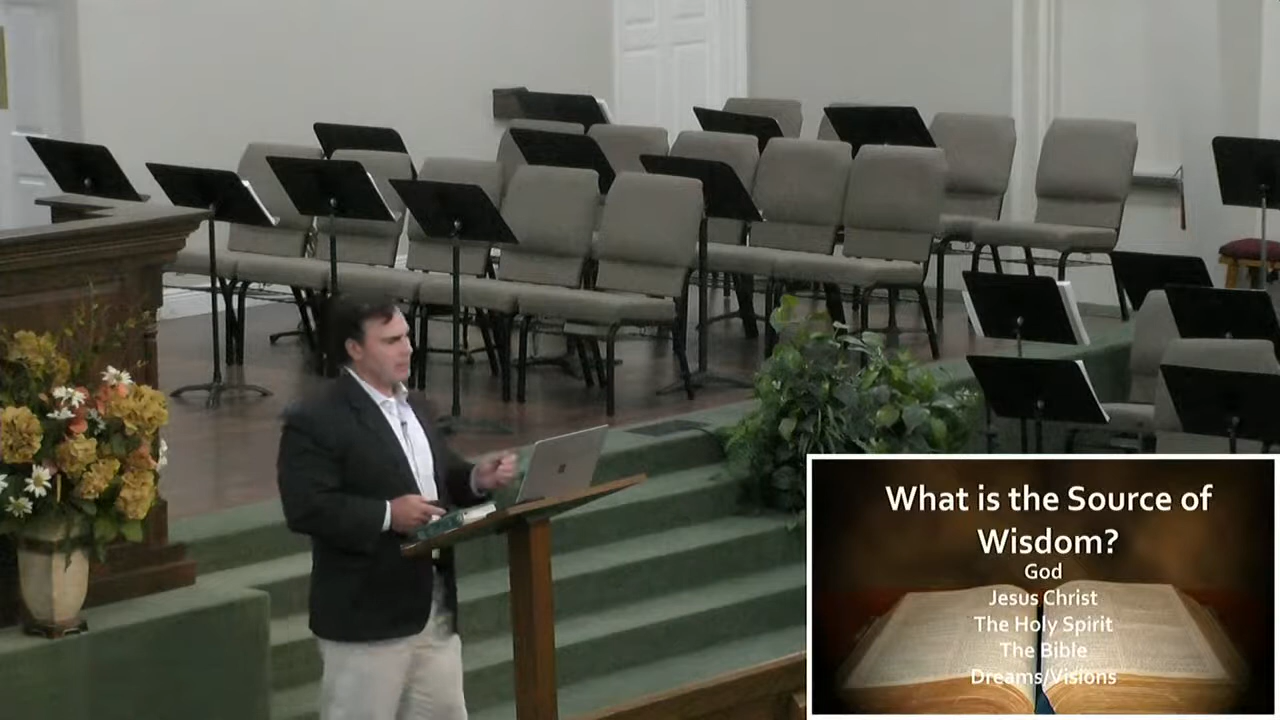 What is the Source of
Wisdom?
God
Jesus Christ
The Holy Spirit
The Bible
Dreams/Visions